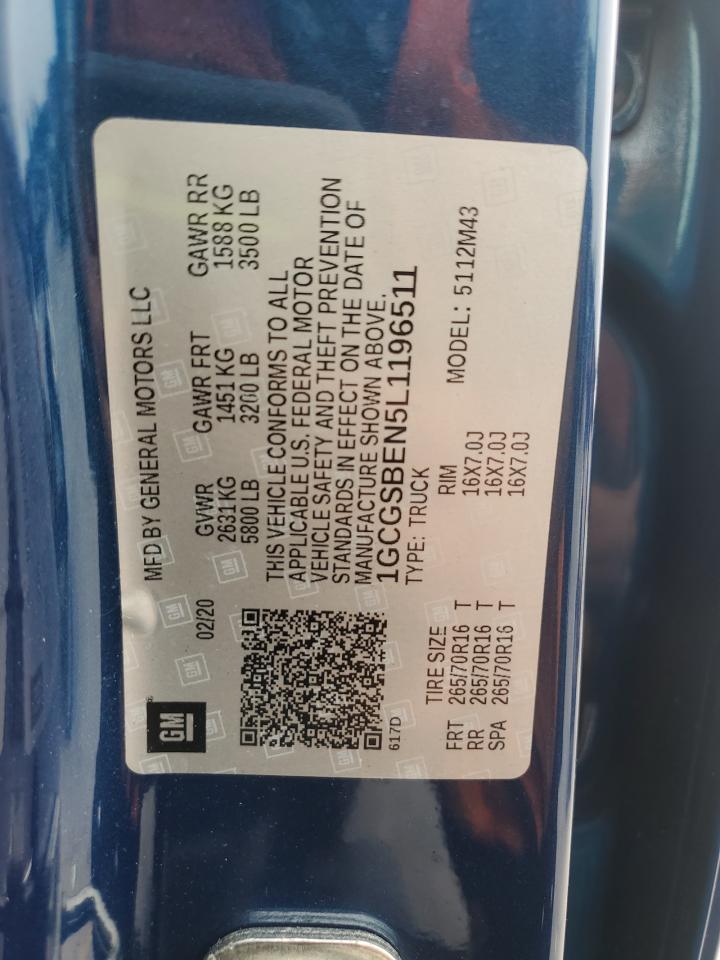 MFD BY GENERAL MOTORS LLC
GM
02/20
GVWR
2631KG
5800 LB
GAWR FRT
1451 KG
3200 LB
GAWR RR
1588 KG
3500 LB
THIS VEHICLE CONFORMS TO ALL
APPLICABLE U.S. FEDERAL MOTOR
VEHICLE SAFETY AND THEFT PREVENTION
STANDARDS IN EFFECT ON THE DATE OF
MANUFACTURE SHOWN ABOVE.
1GCGSBEN5L1196511
617D
TYPE: TRUCK
MODEL: 5112M43
TIRE SIZE RIM
FRT 265/70R16 T 16X7.0J
RR 265/70R16 T 16X7.0J
SPA 265/70R16 T 16X7.0J